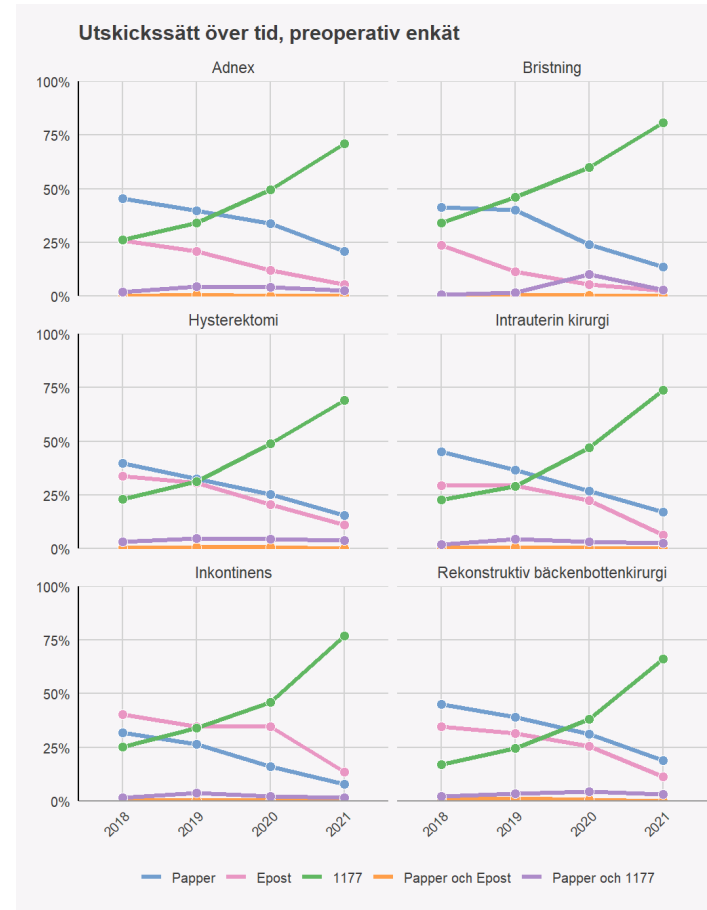 Utskickssätt över tid, preoperativ enkät
Adnex
Bristning
100%
75%
50%
25%
0%
Hysterektomi
Intrauterin kirurgi
100%
75%
50%
25%
0%
Inkontinens
Rekonstruktiv bäckenbottenkirurgi
100%
75%
50%
25%
0%
2018 2019 2020 2021 2018 2019 2020 2021
Papper Epost 1177 Papper och Epost Papper och 1177